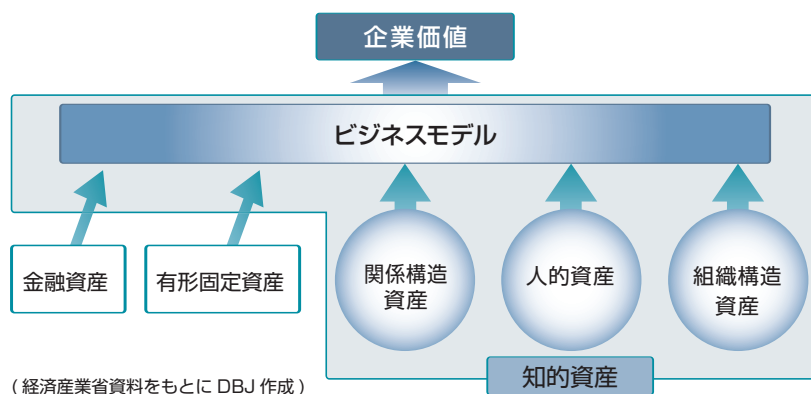 企業価値
ビジネスモデル
金融資産
有形固定資産
関係構造
資産
人的資産
組織構造
資産
知的資産
(経済産業省資料をもとに DBJ 作成)